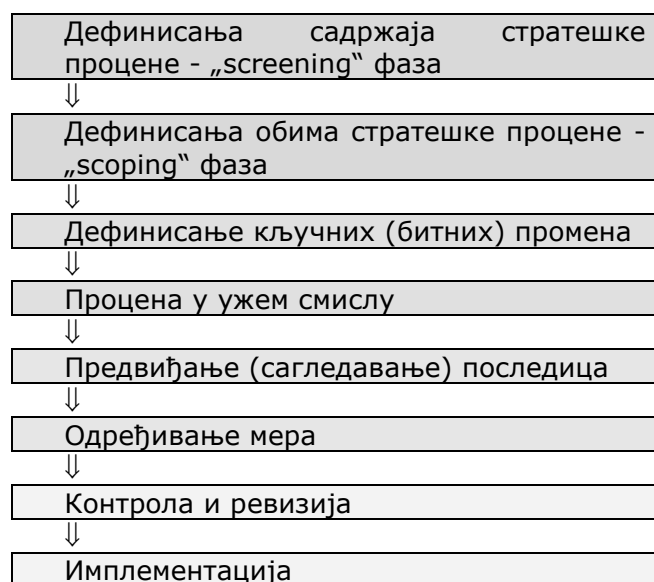 Дефинисања садржаја стратешке
процене - „screening“ фаза
⇓
Дефинисања обима стратешке процене -
„scoping“ фаза
⇓
Дефинисање кључних (битних) промена
⇓
Процена у ужем смислу
⇓
Предвиђање (сагледавање) последица
⇓
Одређивање мера
⇓
Контрола и ревизија
⇓
Имплементација